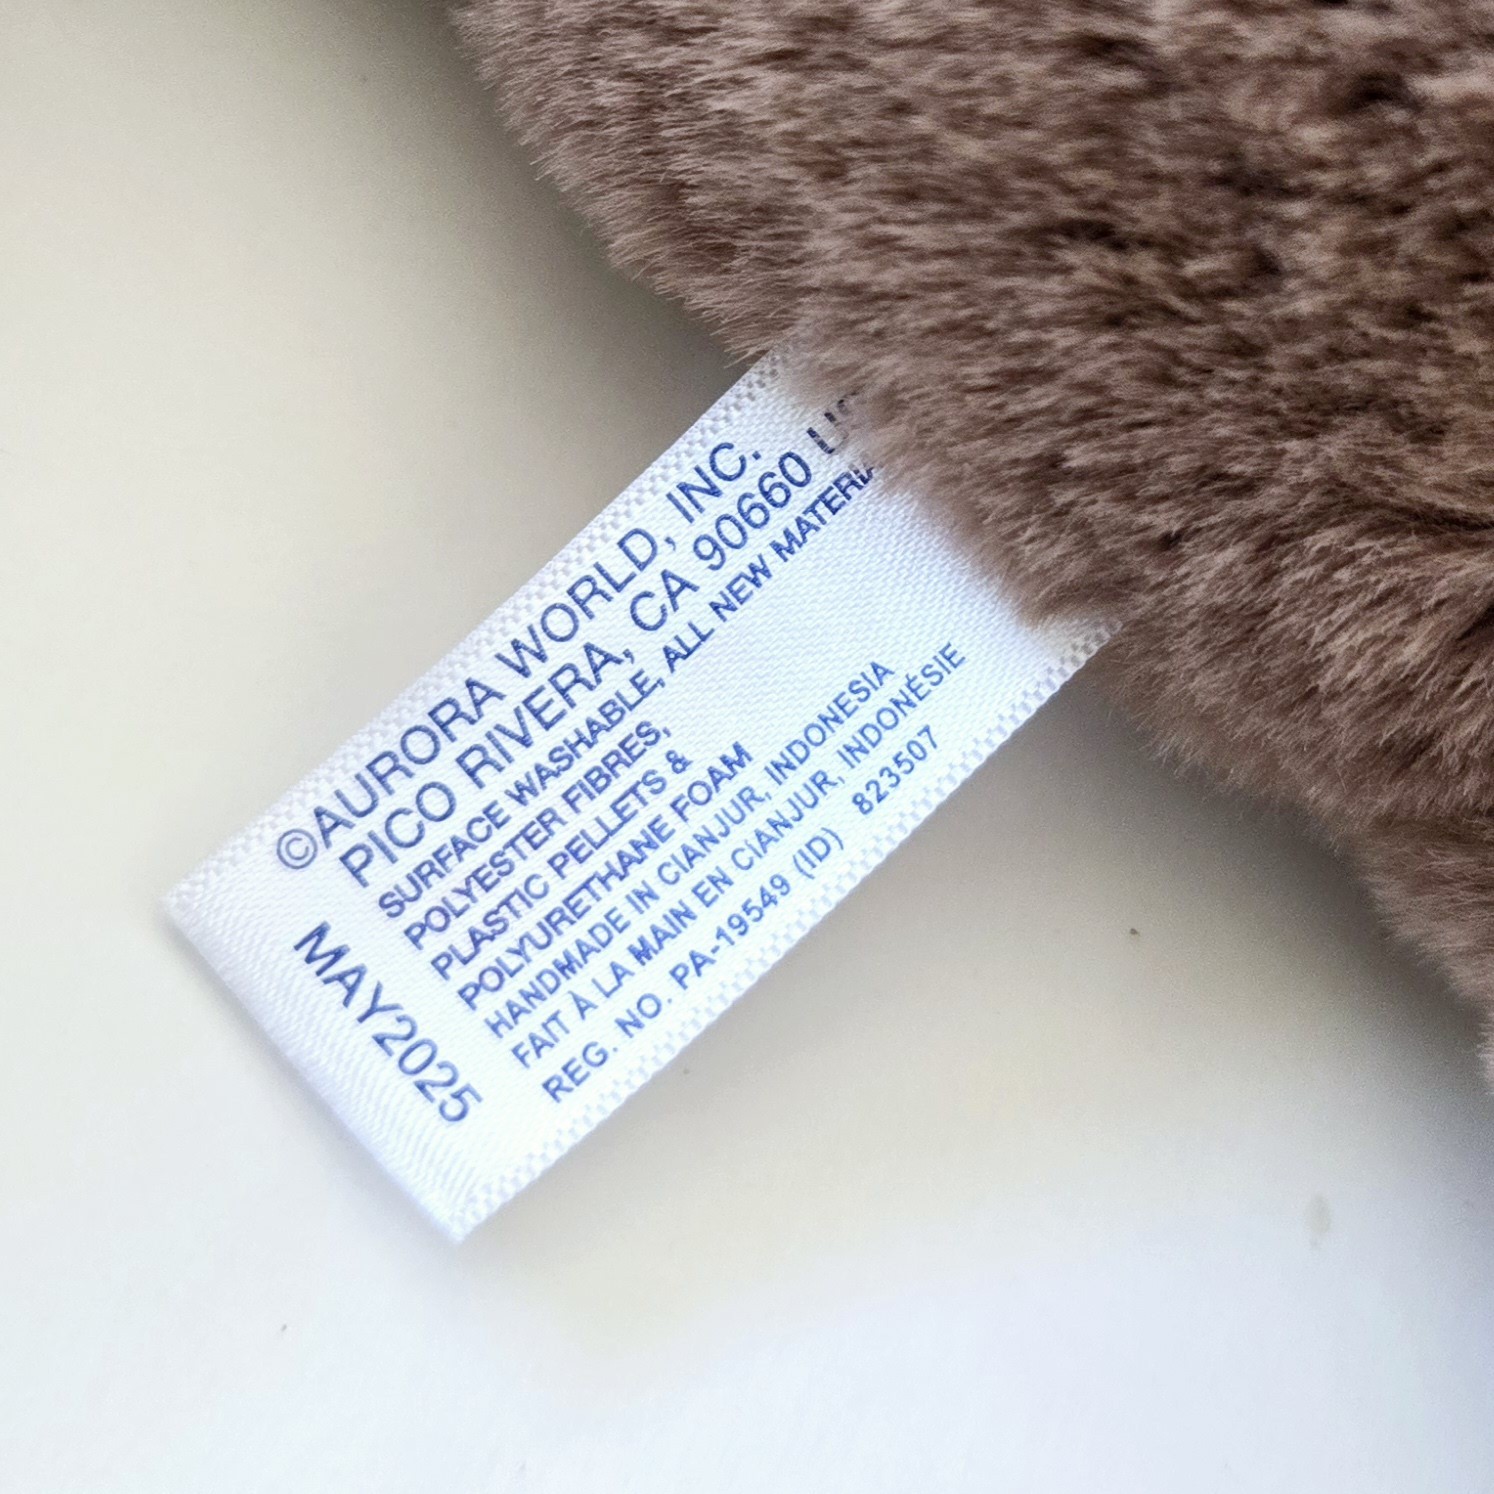 ©AURORA WORLD, INC.
PICO RIVERA, CA 90660
SURFACE WASHABLE, ALL NEW
POLYESTER FIBRES,
PLASTIC PELLETS &
POLYURETHANE FOAM
HANDMADE IN CIANJUR, INDONESIA
FAIT À LA MAIN EN CIANJUR, INDONÉSIE
REG. NO. PA-19549 (ID) 823507
MAY2025